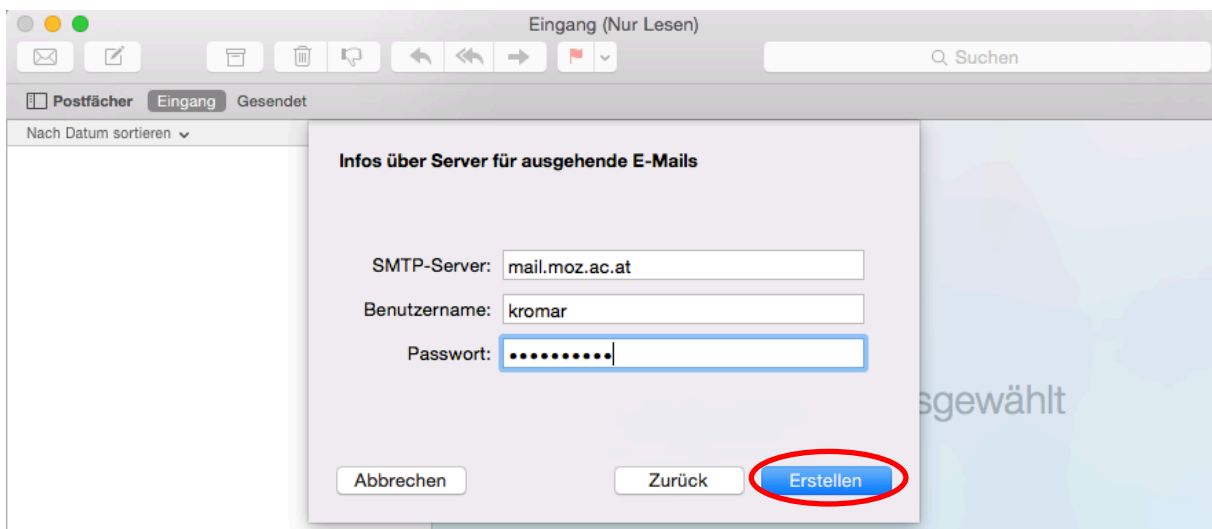 Eingang (Nur Lesen)
Suchen
Postfächer Eingang Gesendet
Nach Datum sortieren
Infos über Server für ausgehende E-Mails
SMTP-Server: mail.moz.ac.at
Benutzername: kromar
Passwort: ••••••••••
sgewählt
Abbrechen Zurück Erstellen